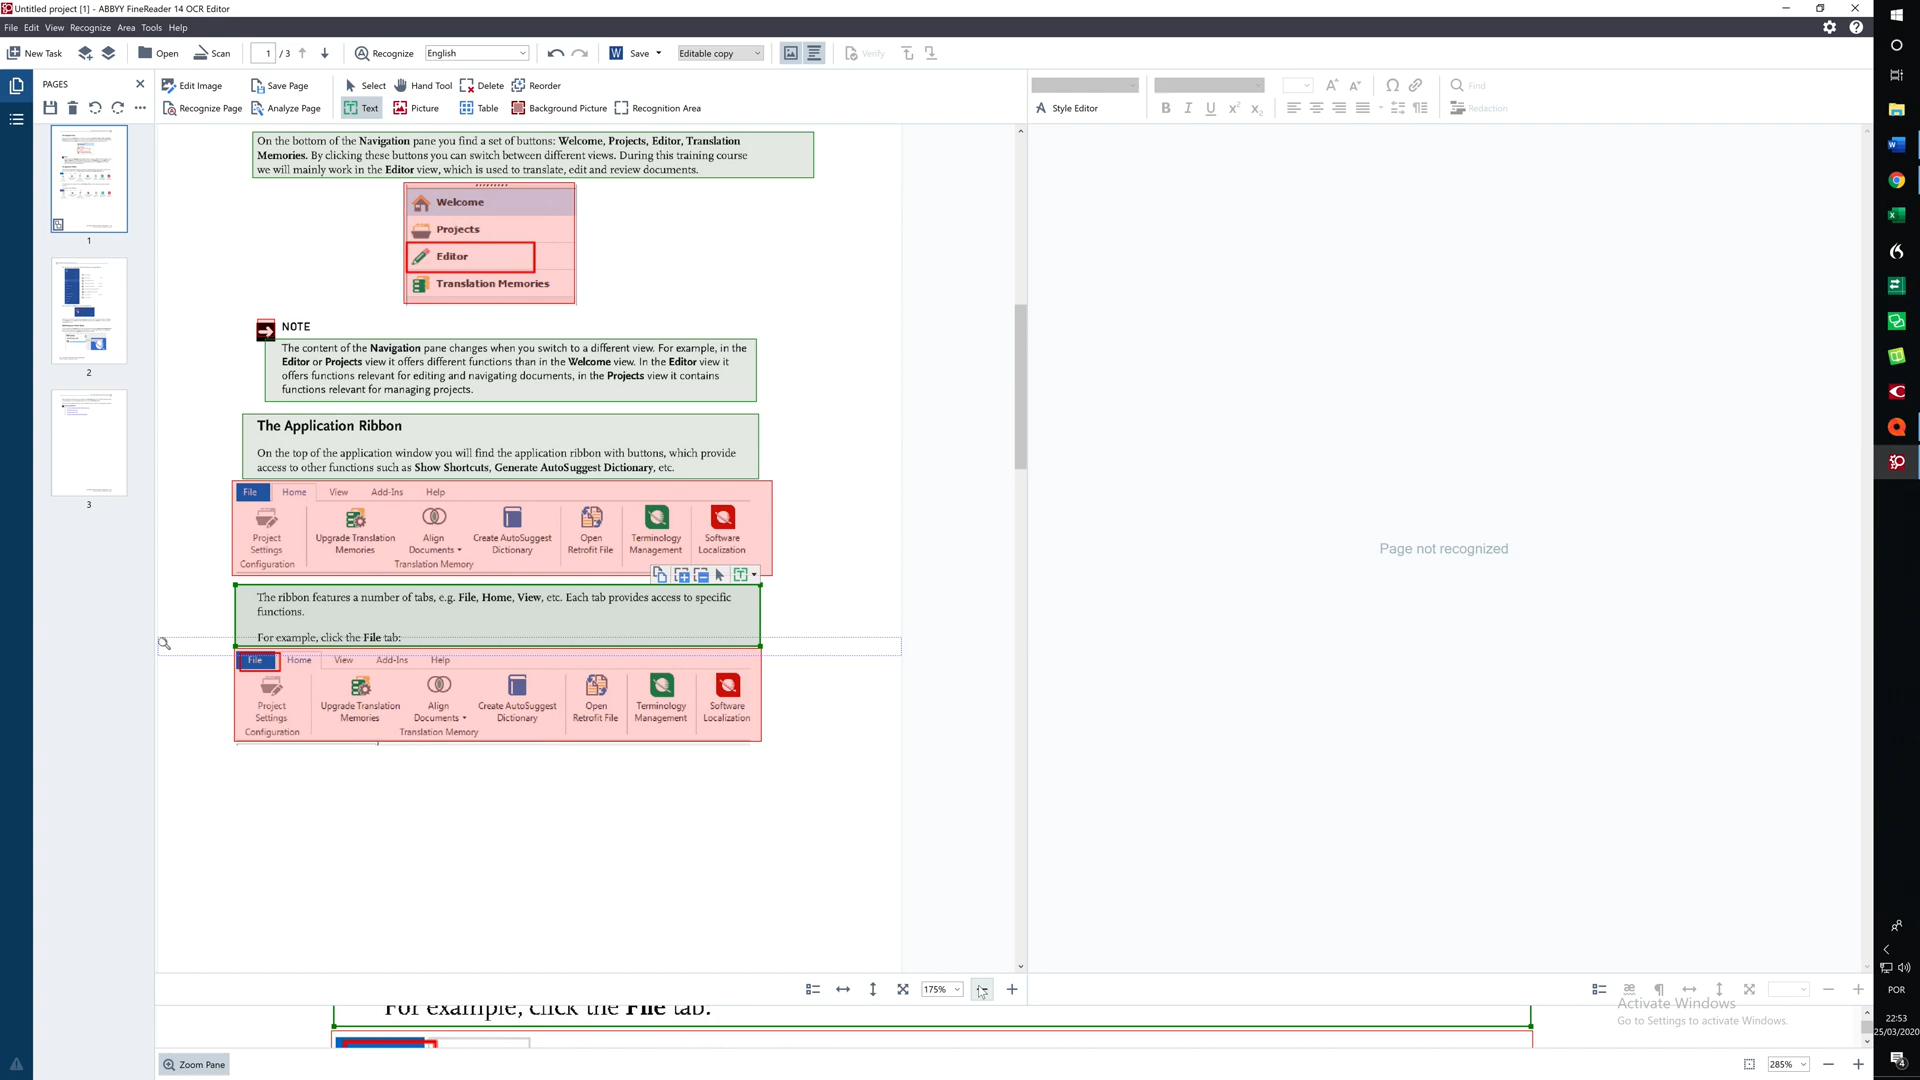 Untitled project [1] - ABBYY FineReader 14 OCR Editor
File Edit View Recognize Area Tools Help
New Task Open Scan 1 / 3 Recognize English Save Editable copy Verify
PAGES
Edit Image Save Page Select Hand Tool Delete Reorder
Recognize Page Analyze Page Text Picture Table Background Picture Recognition Area
Style Editor Find Redaction
1
2
3
On the bottom of the Navigation pane you find a set of buttons: Welcome, Projects, Editor, Translation
Memories. By clicking these buttons you can switch between different views. During this training course
we will mainly work in the Editor view, which is used to translate, edit and review documents.
Welcome
Projects
Editor
Translation Memories
NOTE
The content of the Navigation pane changes when you switch to a different view. For example, in the
Editor or Projects view it offers different functions than in the Welcome view. In the Editor view it
offers functions relevant for editing and navigating documents, in the Projects view it contains
functions relevant for managing projects.
The Application Ribbon
On the top of the application window you will find the application ribbon with buttons, which provide
access to other functions such as Show Shortcuts, Generate AutoSuggest Dictionary, etc.
File Home View Add-Ins Help
Project Upgrade Translation Align Create AutoSuggest Open Terminology Software
Settings Memories Documents Dictionary Retrofit File Management Localization
Configuration Translation Memory
The ribbon features a number of tabs, e.g. File, Home, View, etc. Each tab provides access to specific
functions.
For example, click the File tab:
File Home View Add-Ins Help
Project Upgrade Translation Align Create AutoSuggest Open Terminology Software
Settings Memories Documents Dictionary Retrofit File Management Localization
Configuration Translation Memory
Page not recognized
175%
For example, click the File tab:
Zoom Pane
285%
Activate Windows
Go to Settings to activate Windows.
POR
22:53
25/03/2020
4